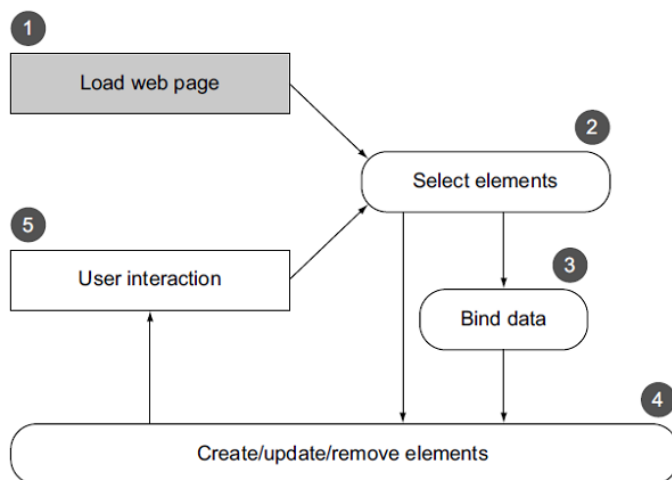 1
Load web page
2
Select elements
5
User interaction
3
Bind data
4
Create/update/remove elements